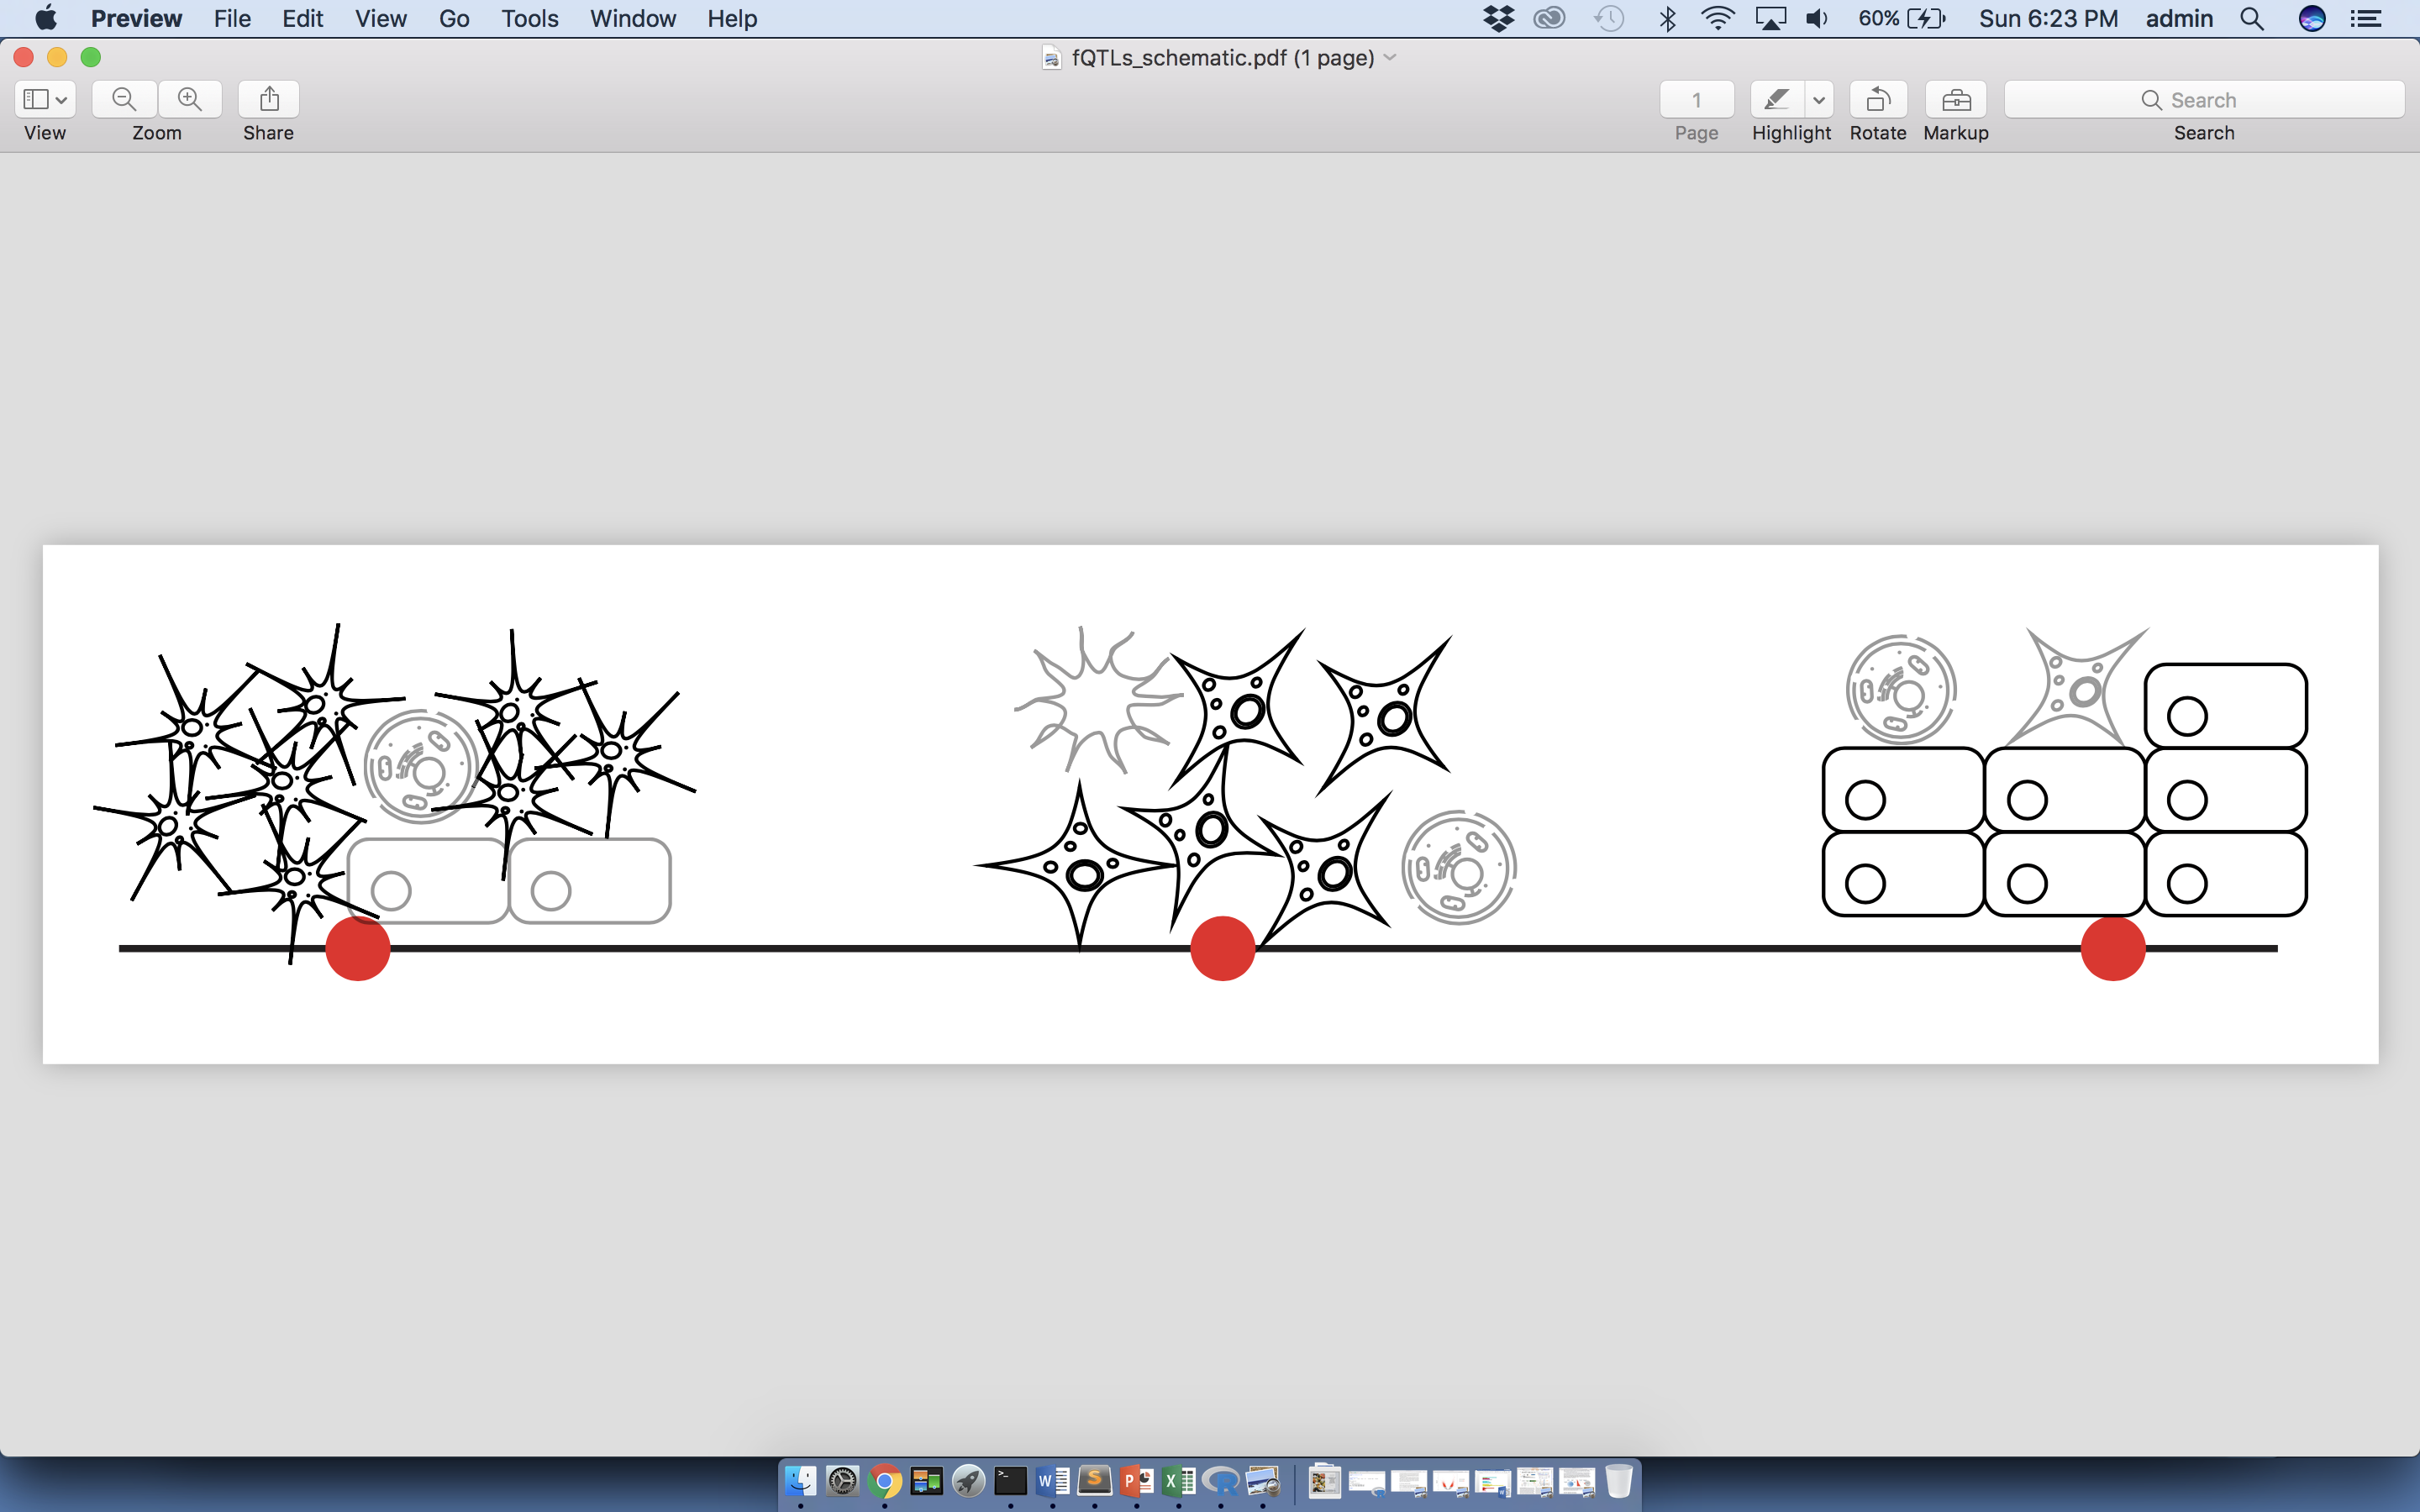 Preview File Edit View Go Tools Window Help 60% Sun 6:23 PM admin
fQTLs_schematic.pdf (1 page)
1 Search
View Zoom Share Page Highlight Rotate Markup Search
>_ W S P X R